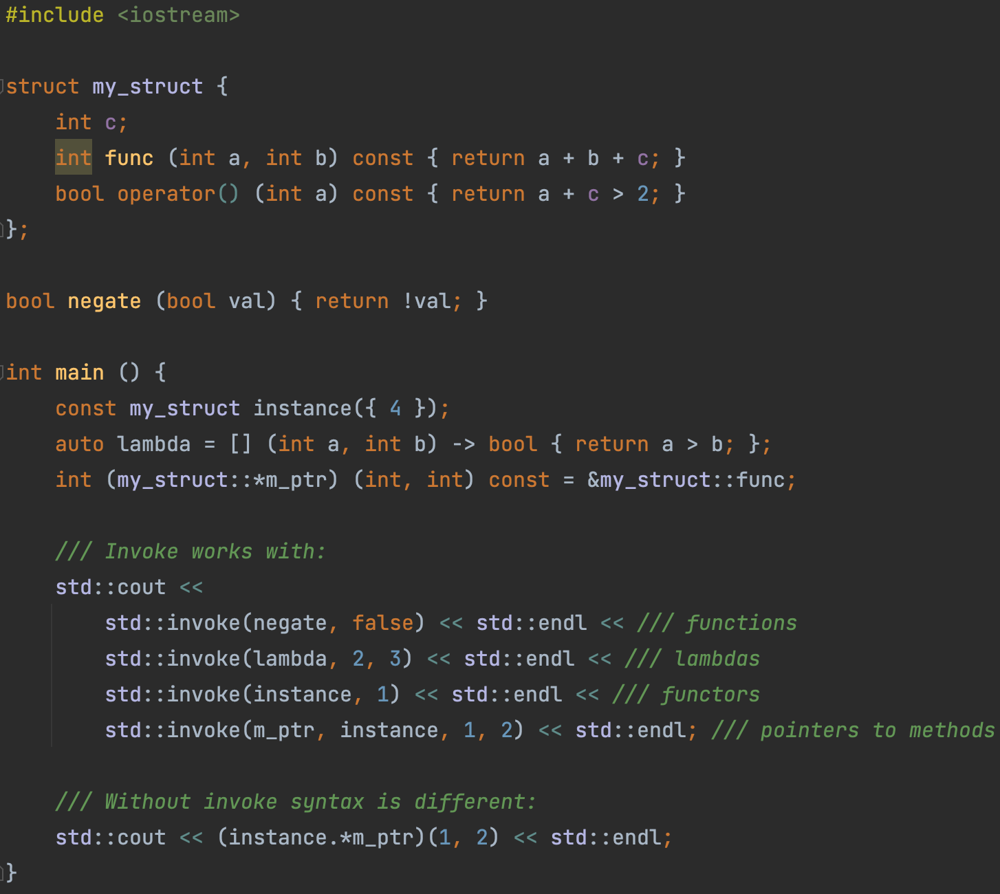 #include <iostream>
struct my_struct {
    int c;
    int func (int a, int b) const { return a + b + c; }
    bool operator() (int a) const { return a + c > 2; }
};
bool negate (bool val) { return !val; }
int main () {
    const my_struct instance({ 4 });
    auto lambda = [] (int a, int b) -> bool { return a > b; };
    int (my_struct::*m_ptr) (int, int) const = &my_struct::func;
    /// Invoke works with:
    std::cout <<
        std::invoke(negate, false) << std::endl << /// functions
        std::invoke(lambda, 2, 3) << std::endl << /// lambdas
        std::invoke(instance, 1) << std::endl << /// functors
        std::invoke(m_ptr, instance, 1, 2) << std::endl; /// pointers to methods
    /// Without invoke syntax is different:
    std::cout << (instance.*m_ptr)(1, 2) << std::endl;
}